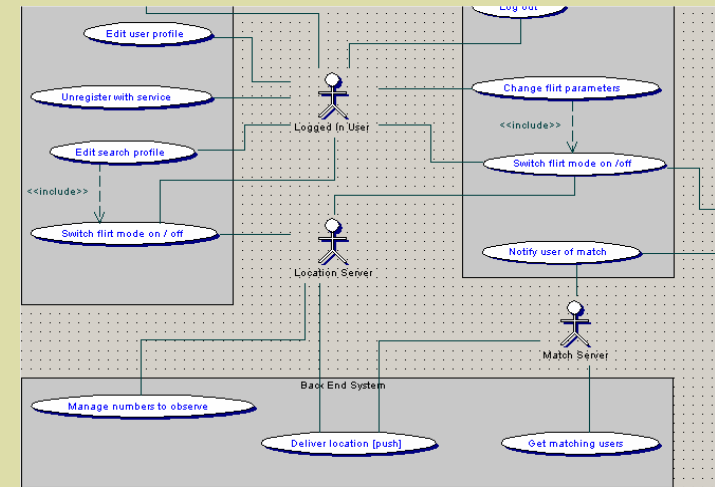 Log out
Edit user profile
Change flirt parameters
Unregister with service
Logged In User
<<include>>
Edit search profile
Switch flirt mode on /off
<<include>>
Switch flirt mode on / off
Notify user of match
Location Server
Match Server
Back End System
Manage numbers to observe
Deliver location [push]
Get matching users